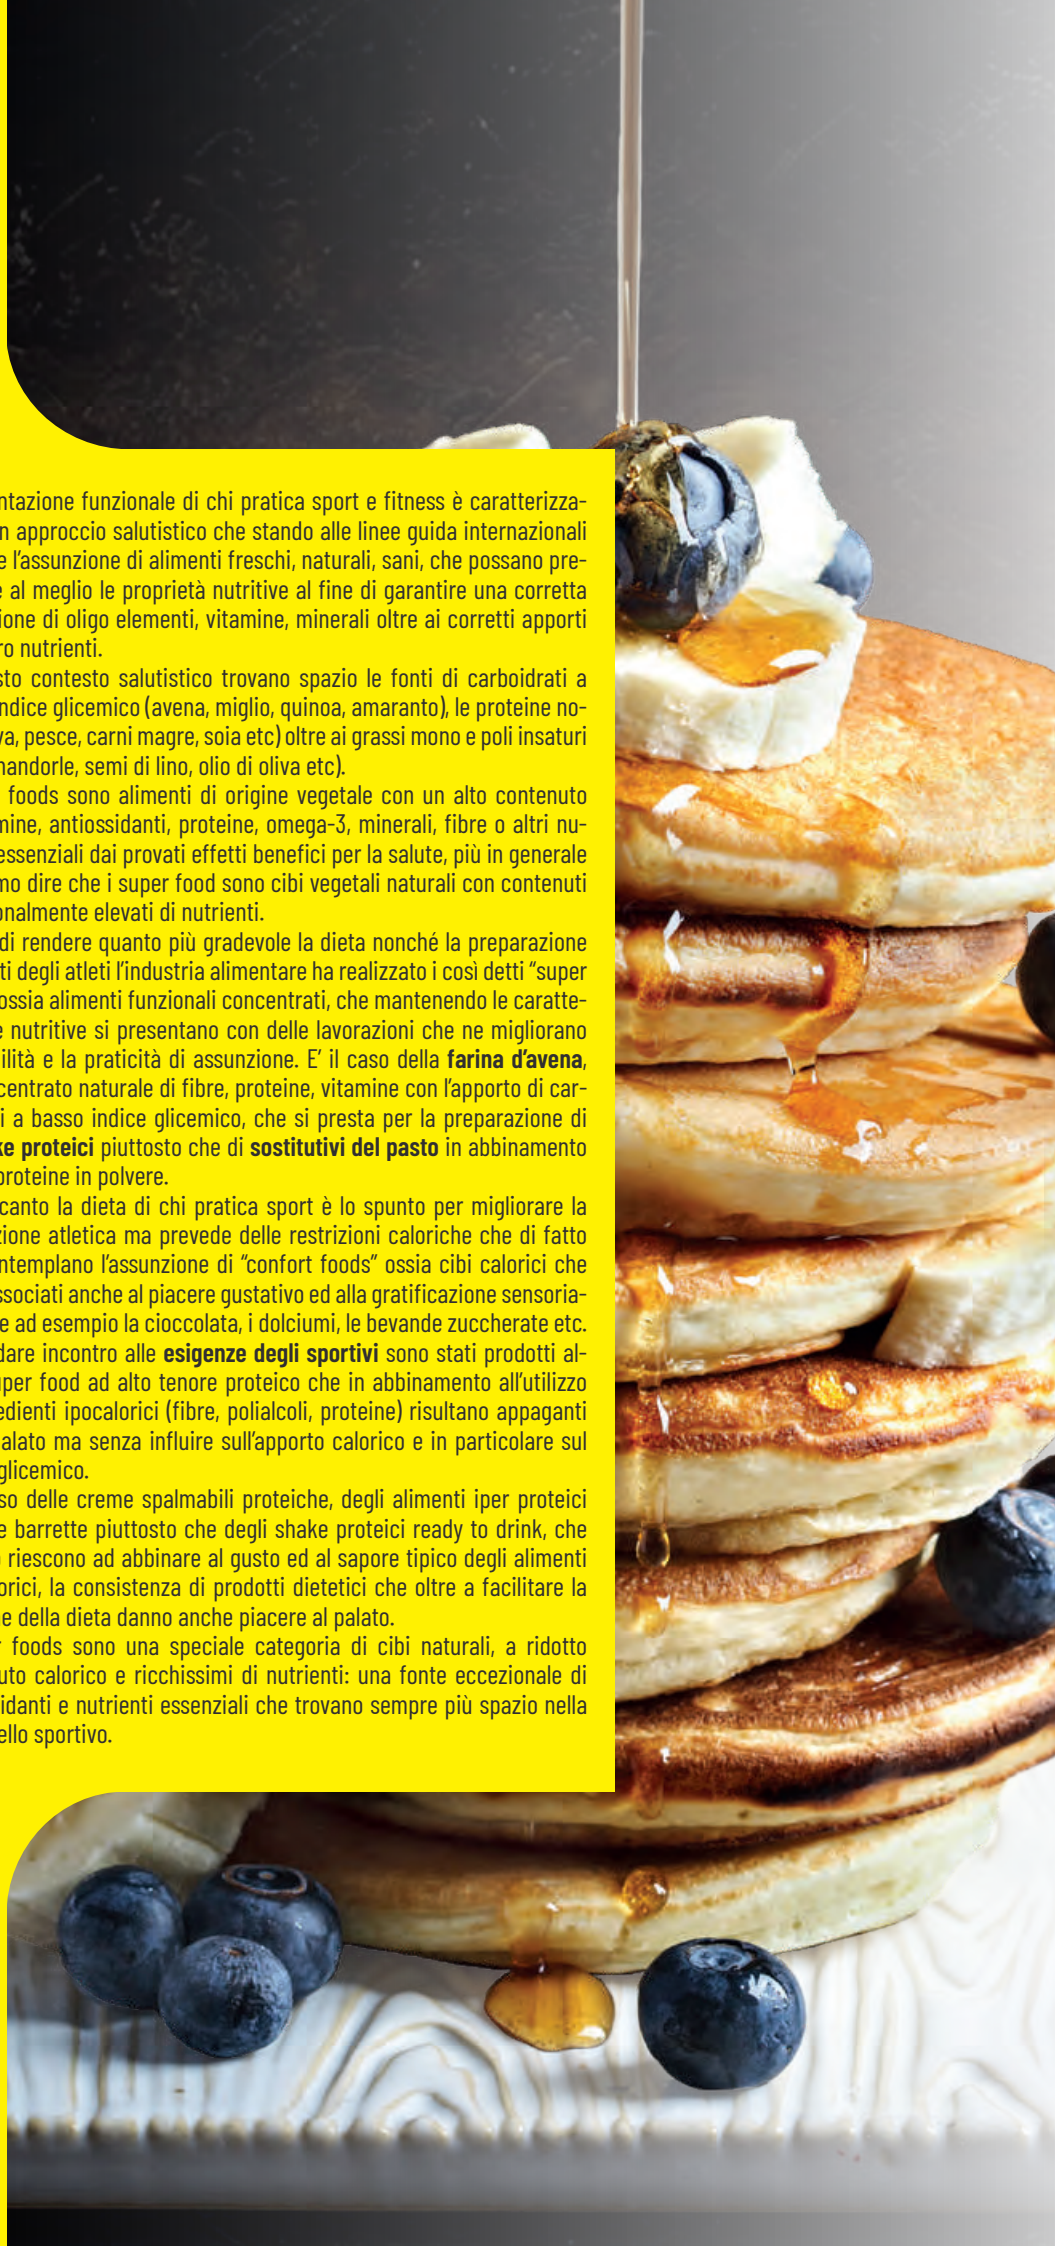 ntazione funzionale di chi pratica sport e fitness è caratterizza-
n approccio salutistico che stando alle linee guida internazionali
e l'assunzione di alimenti freschi, naturali, sani, che possano pre-
e al meglio le proprietà nutritive al fine di garantire una corretta
ione di oligo elementi, vitamine, minerali oltre ai corretti apporti
ro nutrienti.
sto contesto salutistico trovano spazio le fonti di carboidrati a
ndice glicemico (avena, miglio, quinoa, amaranto), le proteine no-
va, pesce, carni magre, soia etc) oltre ai grassi mono e poli insaturi
mandorle, semi di lino, olio di oliva etc).
foods sono alimenti di origine vegetale con un alto contenuto
mine, antiossidanti, proteine, omega-3, minerali, fibre o altri nu-
essenziali dai provati effetti benefici per la salute, più in generale
mo dire che i super food sono cibi vegetali naturali con contenuti
onalmente elevati di nutrienti.
di rendere quanto più gradevole la dieta nonché la preparazione
ti degli atleti l'industria alimentare ha realizzato i così detti "super
ossia alimenti funzionali concentrati, che mantenendo le caratte-
e nutritive si presentano con delle lavorazioni che ne migliorano
ilità e la praticità di assunzione. E' il caso della farina d'avena,
centrato naturale di fibre, proteine, vitamine con l'apporto di car-
i a basso indice glicemico, che si presta per la preparazione di
ke proteici piuttosto che di sostitutivi del pasto in abbinamento
proteine in polvere.
canto la dieta di chi pratica sport è lo spunto per migliorare la
zione atletica ma prevede delle restrizioni caloriche che di fatto
ntemplano l'assunzione di "confort foods" ossia cibi calorici che
ssociati anche al piacere gustativo ed alla gratificazione sensoria-
e ad esempio la cioccolata, i dolciumi, le bevande zuccherate etc.
dare incontro alle esigenze degli sportivi sono stati prodotti al-
uper food ad alto tenore proteico che in abbinamento all'utilizzo
edienti ipocalorici (fibre, polialcoli, proteine) risultano appaganti
alato ma senza influire sull'apporto calorico e in particolare sul
glicemico.
so delle creme spalmabili proteiche, degli alimenti iper proteici
e barrette piuttosto che degli shake proteici ready to drink, che
o riescono ad abbinare al gusto ed al sapore tipico degli alimenti
orici, la consistenza di prodotti dietetici che oltre a facilitare la
ne della dieta danno anche piacere al palato.
r foods sono una speciale categoria di cibi naturali, a ridotto
uto calorico e ricchissimi di nutrienti: una fonte eccezionale di
idanti e nutrienti essenziali che trovano sempre più spazio nella
ello sportivo.